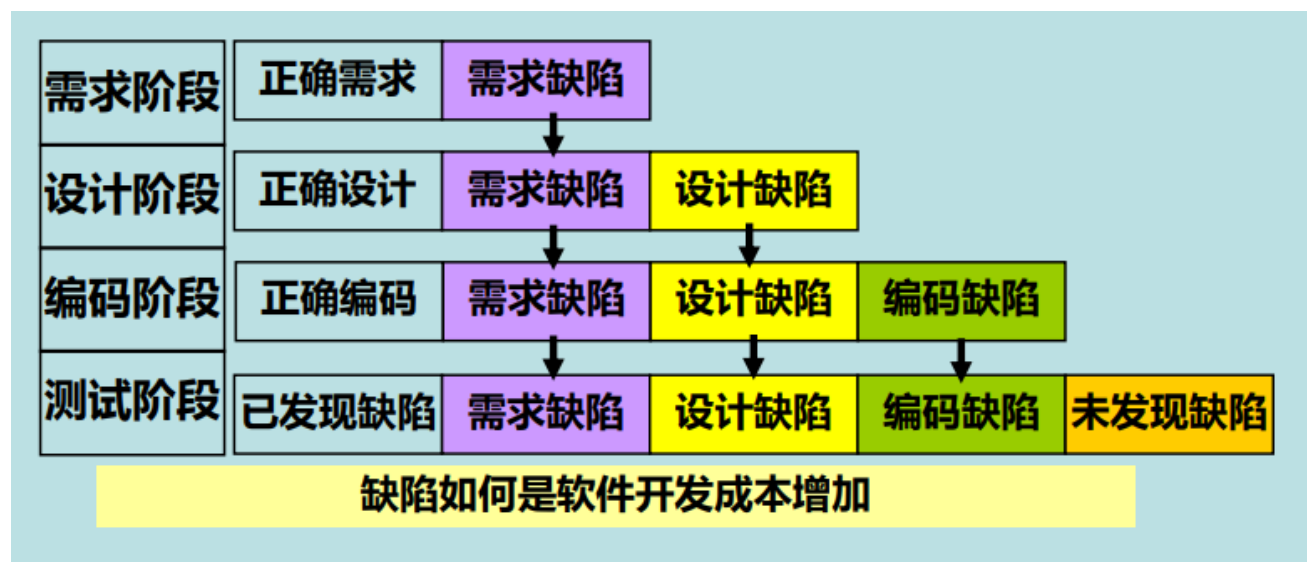 需求阶段 正确需求 需求缺陷
设计阶段 正确设计 需求缺陷 设计缺陷
编码阶段 正确编码 需求缺陷 设计缺陷 编码缺陷
测试阶段 已发现缺陷 需求缺陷 设计缺陷 编码缺陷 未发现缺陷
缺陷如何是软件开发成本增加